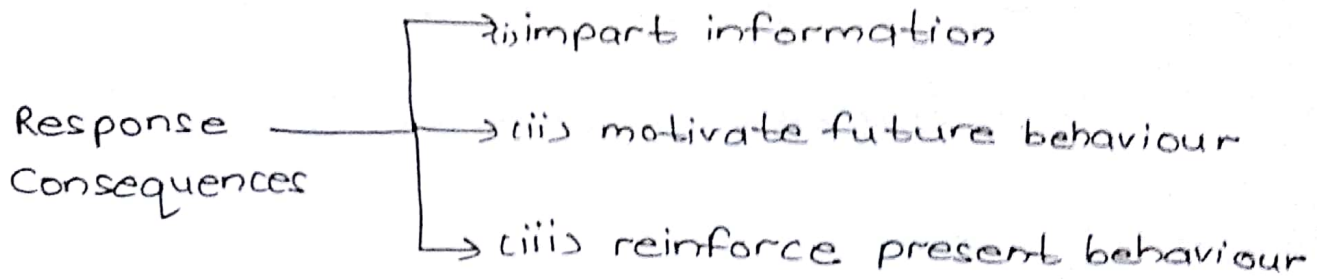 (i) impart information
Response
(ii) motivate future behaviour
Consequences
(iii) reinforce present behaviour